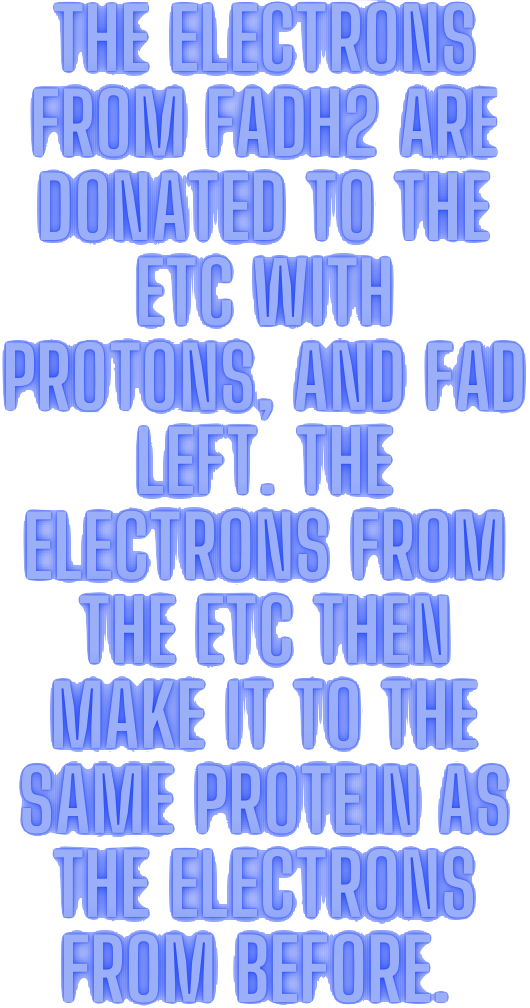 THE ELECTRONS
FROM FADH2 ARE
DONATED TO THE
ETC WITH
PROTONS, AND FAD
LEFT. THE
ELECTRONS FROM
THE ETC THEN
MAKE IT TO THE
SAME PROTEIN AS
THE ELECTRONS
FROM BEFORE.